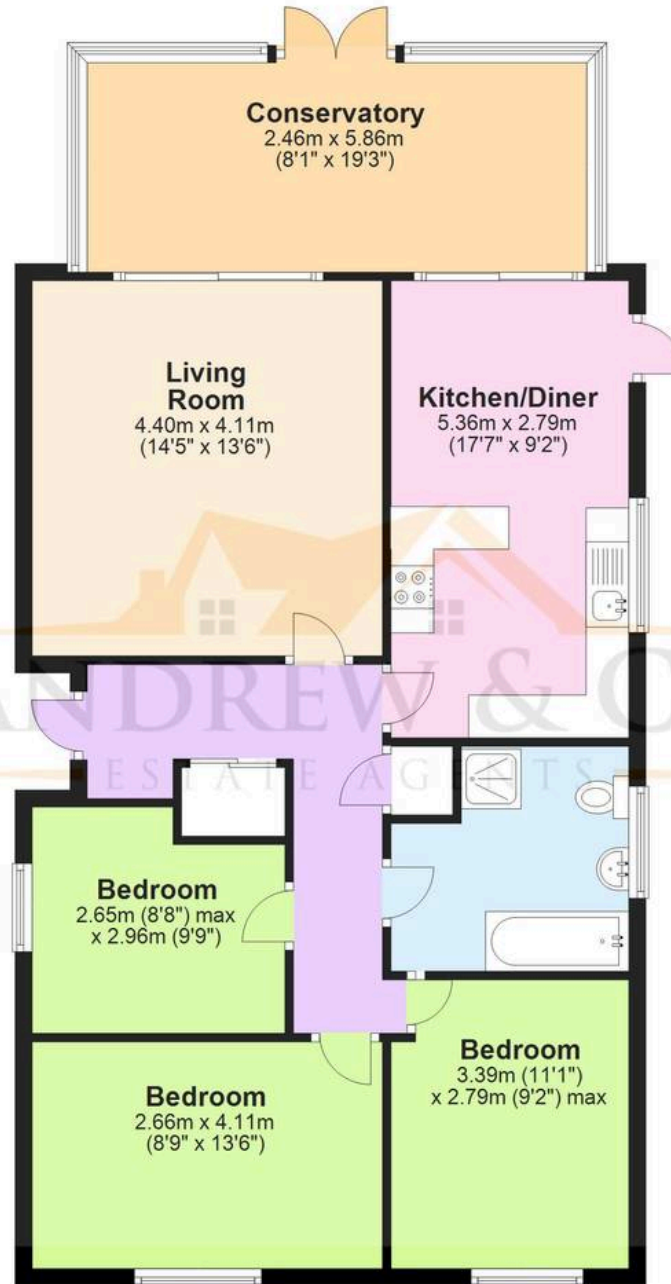 Conservatory
2.46m x 5.86m
(8'1" x 19'3")
Living
Room
4.40m x 4.11m
(14'5" x 13'6")
Kitchen/Diner
5.36m x 2.79m
(17'7" x 9'2")
ANDREW & C
ESTATE AGENTS
Bedroom
2.65m (8'8") max
x 2.96m (9'9")
Bedroom
3.39m (11'1")
x 2.79m (9'2") max
Bedroom
2.66m x 4.11m
(8'9" x 13'6")